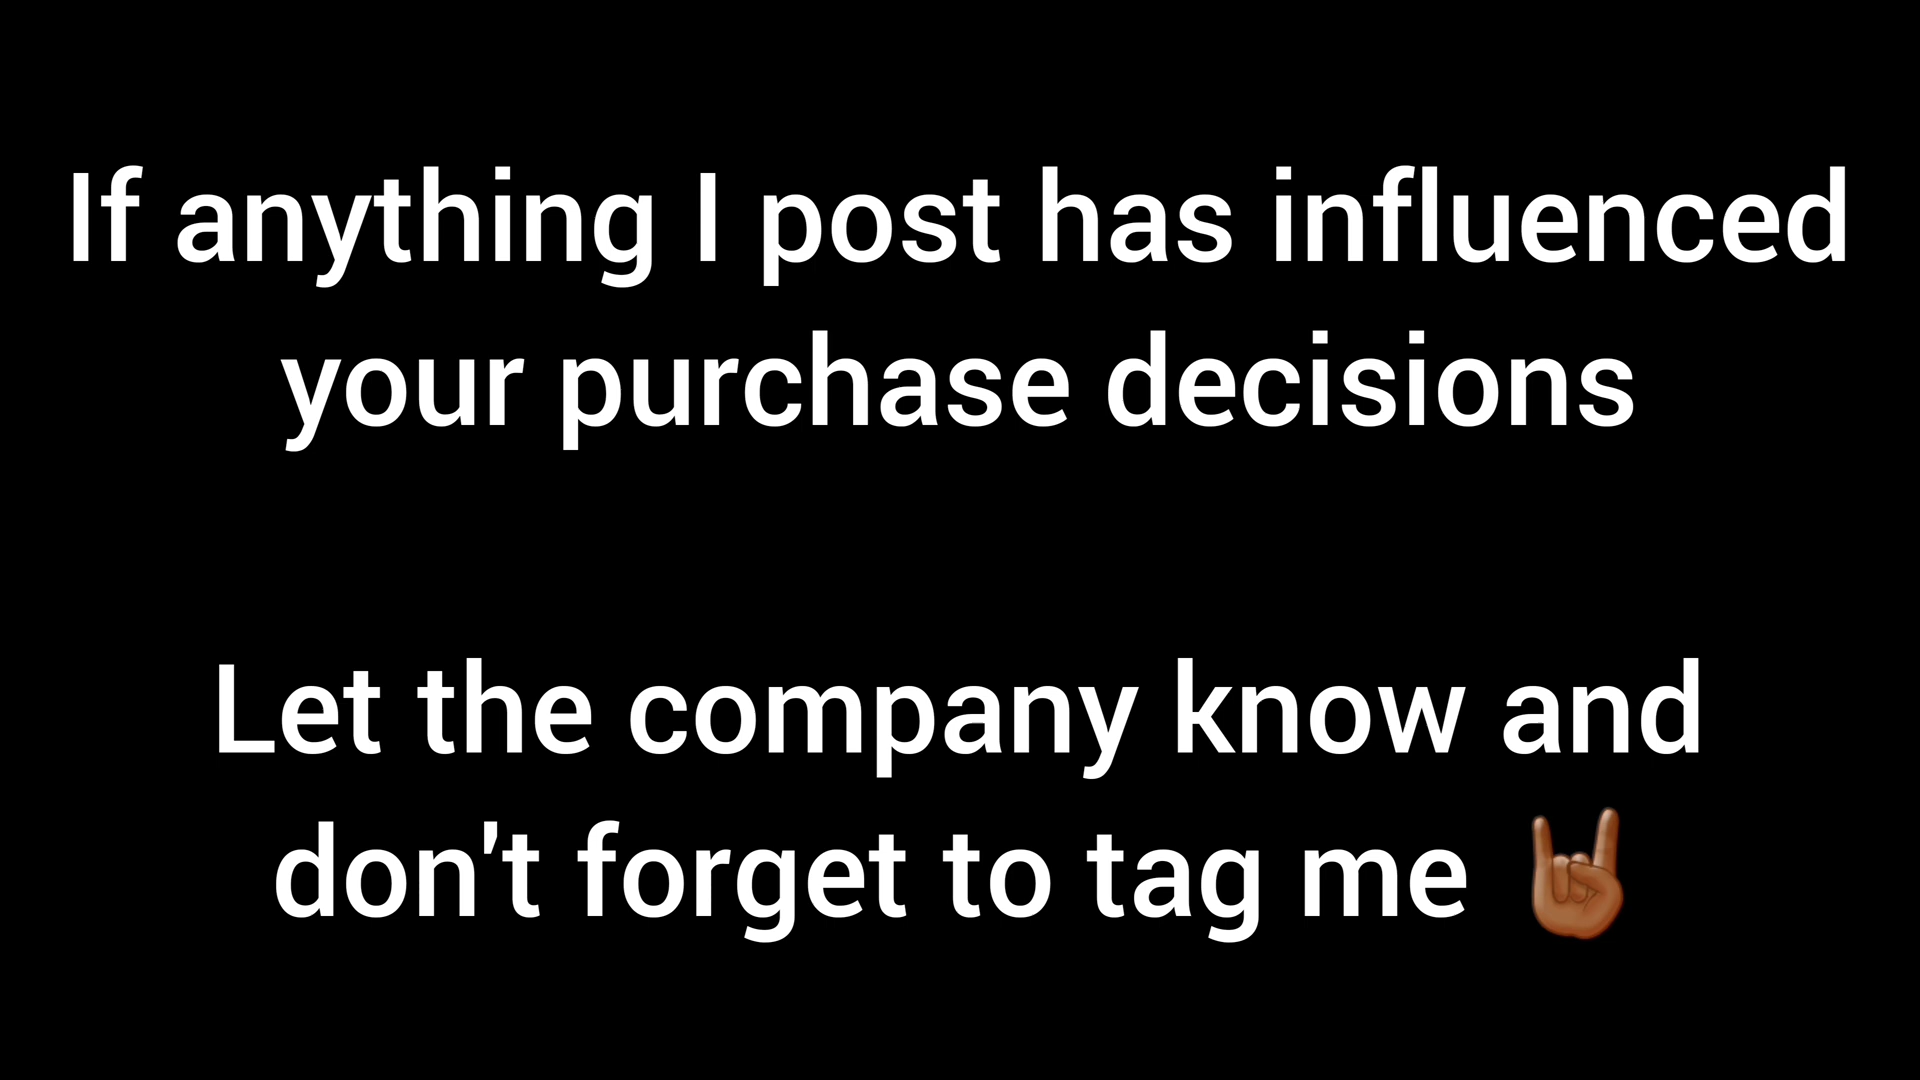 If anything I post has influenced
your purchase decisions
Let the company know and
don't forget to tag me 🤘🏾